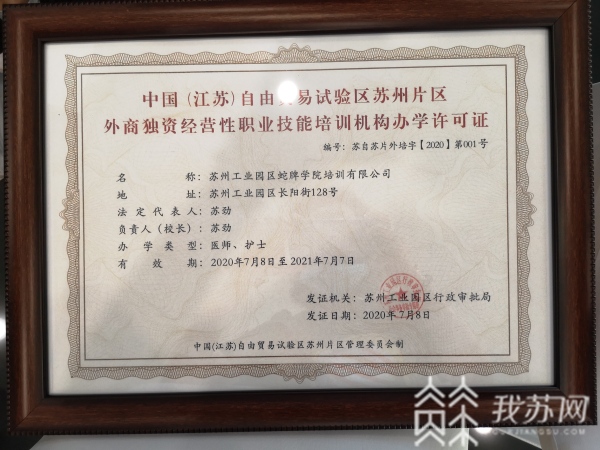 中国(江苏)自由贸易试验区苏州片区
外商独资经营性职业技能培训机构办学许可证
编号：苏自苏片外培字【2020】第001号
名称：苏州工业园区蛇牌学院培训有限公司
地址：苏州工业园区长阳街128号
法定代表人：苏劲
负责人（校长）：苏劲
办学类型：医师、护士
有效期：2020年7月8日至2021年7月7日
发证机关：苏州工业园区行政审批局
发证日期：2020年7月8日
中国(江苏)自由贸易试验区苏州片区管理委员会制
我苏网
OURJIANGSU.COM